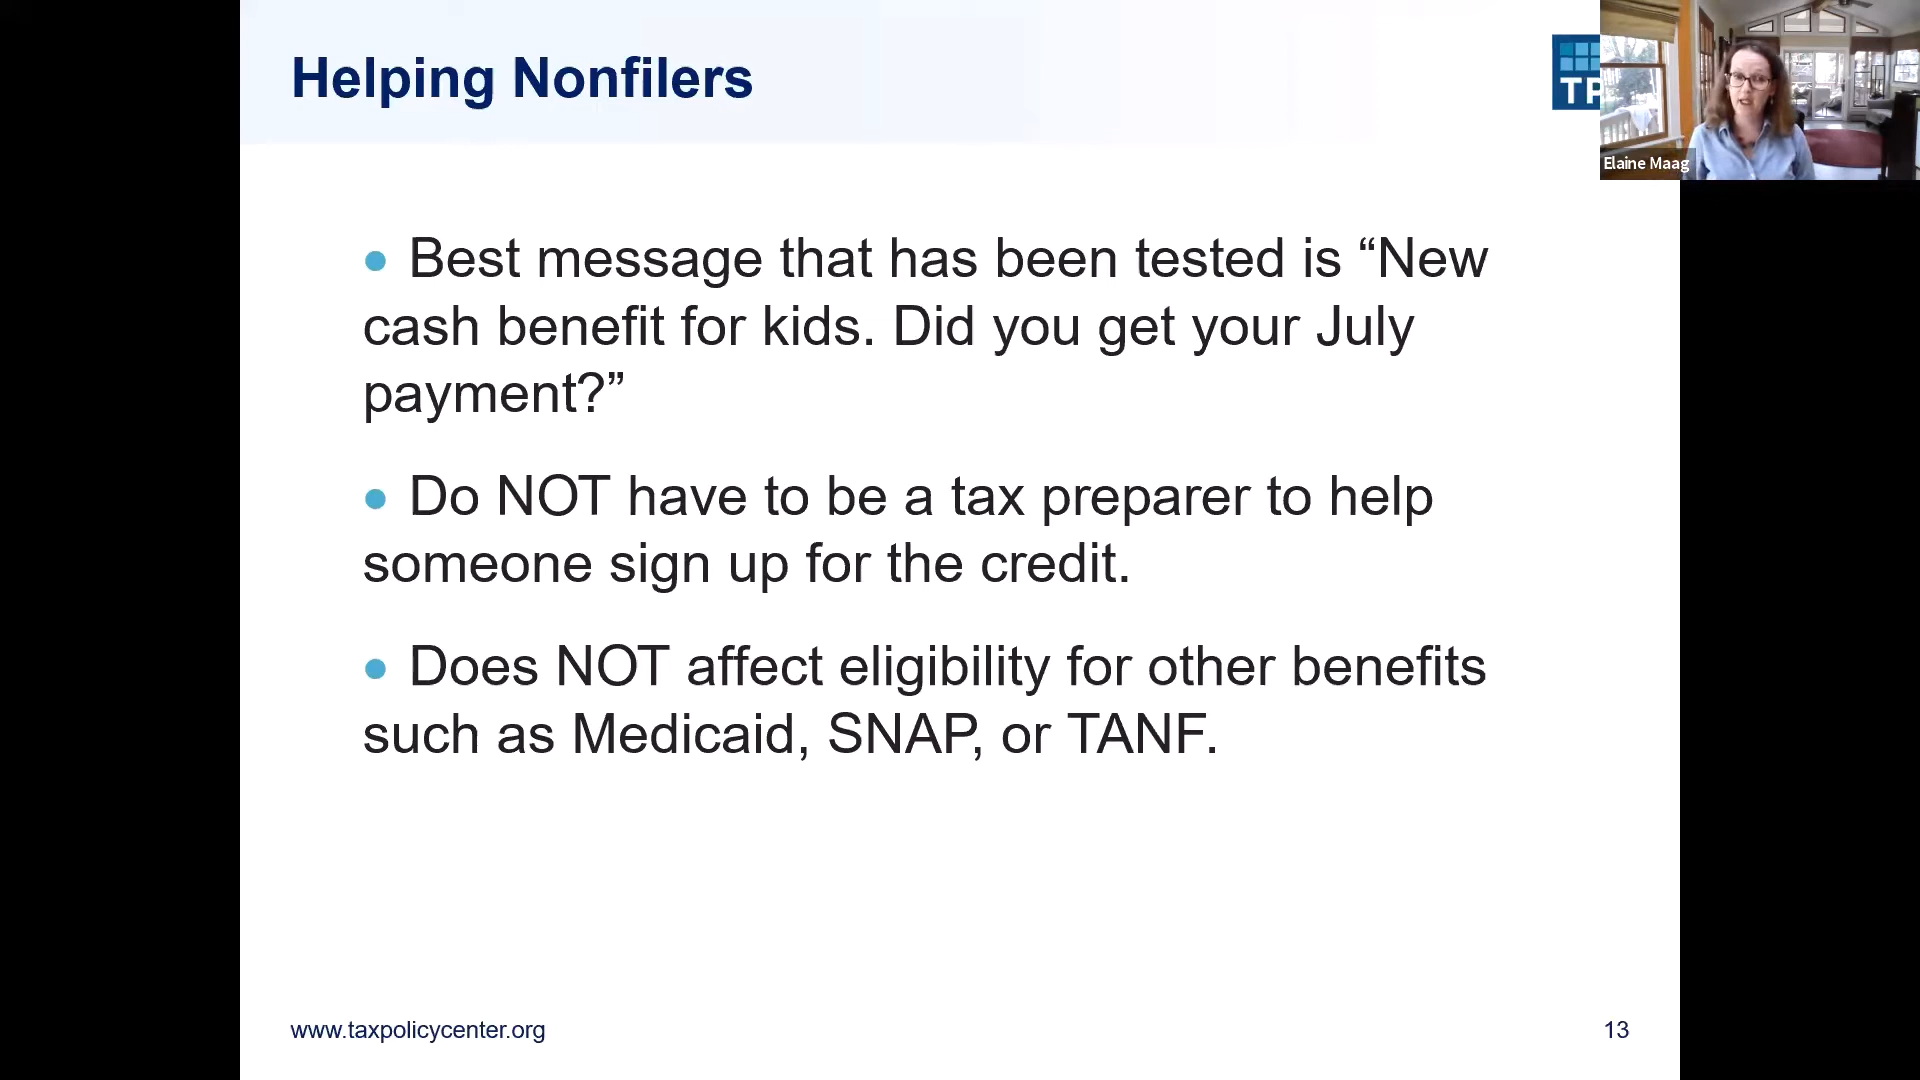 Helping Nonfilers
TP
Elaine Maag
• Best message that has been tested is “New
cash benefit for kids. Did you get your July
payment?”
• Do NOT have to be a tax preparer to help
someone sign up for the credit.
• Does NOT affect eligibility for other benefits
such as Medicaid, SNAP, or TANF.
www.taxpolicycenter.org
13